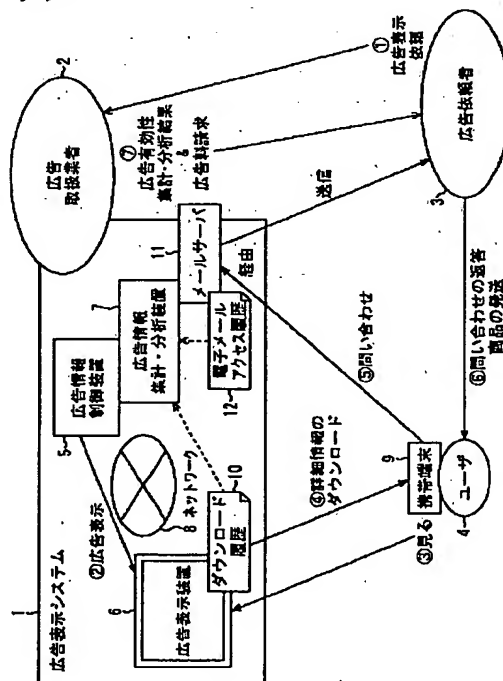 1
広告表示システム
広告
取扱業者
2
①
広告表示
依頼
⑦
広告有効性
集計・分析結果
&
広告料請求
広告依頼者
3
送信
11
メールサーバ
経由
7
広告情報
集計・分析装置
電子メール
アクセス履歴
12
広告情報
制御装置
5
②広告表示
8 ネットワーク
6
広告表示装置
ダウンロード
履歴
10
④詳細情報の
ダウンロード
⑤問い合わせ
⑥問い合わせの返答
商品の発送
③見る
携帯端末
9
ユーザ
4